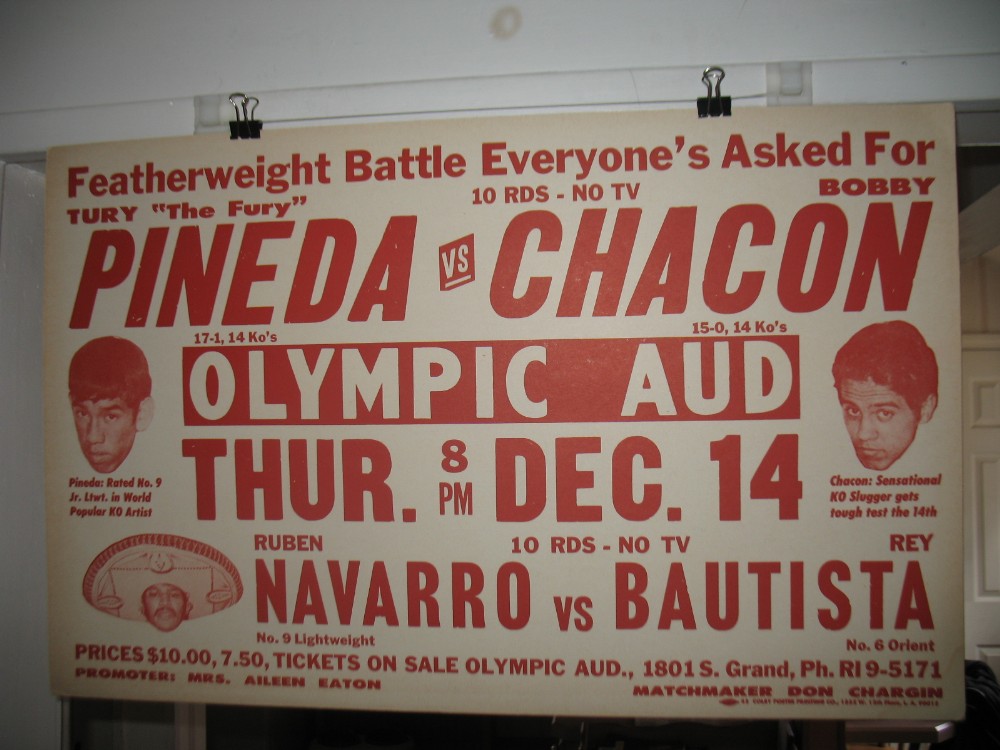 Featherweight Battle Everyone's Asked For
10 RDS - NO TV
TURY "The Fury"
BOBBY
PINEDA VS CHACON
17-1, 14 Ko's
15-0, 14 Ko's
OLYMPIC AUD
THUR. 8 PM DEC. 14
Pineda: Rated No. 9
Jr. Ltwt. in World
Popular KO Artist
Chacon: Sensational
KO Slugger gets
tough test the 14th
RUBEN
10 RDS - NO TV
REY
NAVARRO VS BAUTISTA
No. 9 Lightweight
No. 6 Orient
PRICES $10.00, 7.50, TICKETS ON SALE OLYMPIC AUD., 1801 S. Grand, Ph. RI 9-5171
PROMOTER: MRS. AILEEN EATON
MATCHMAKER DON CHARGIN